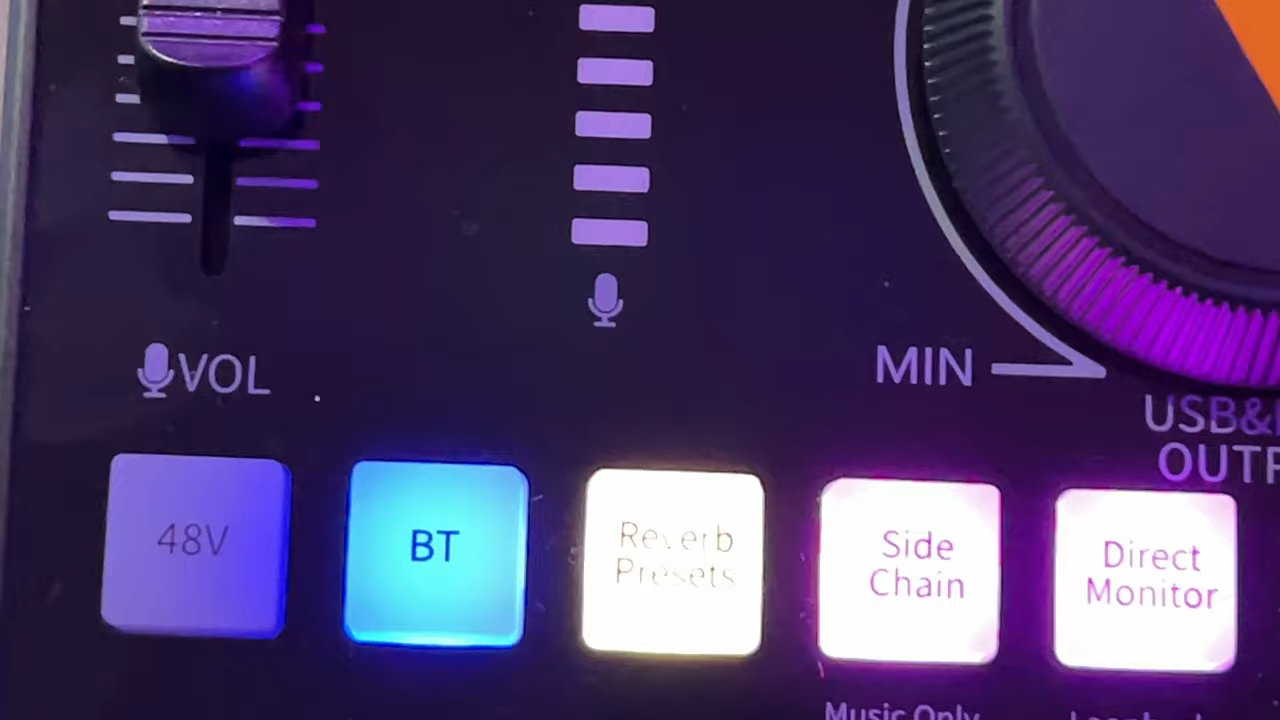 VOL
MIN
USB&
OUTP
48V
BT
Reverb
Presets
Side
Chain
Direct
Monitor
Music Only